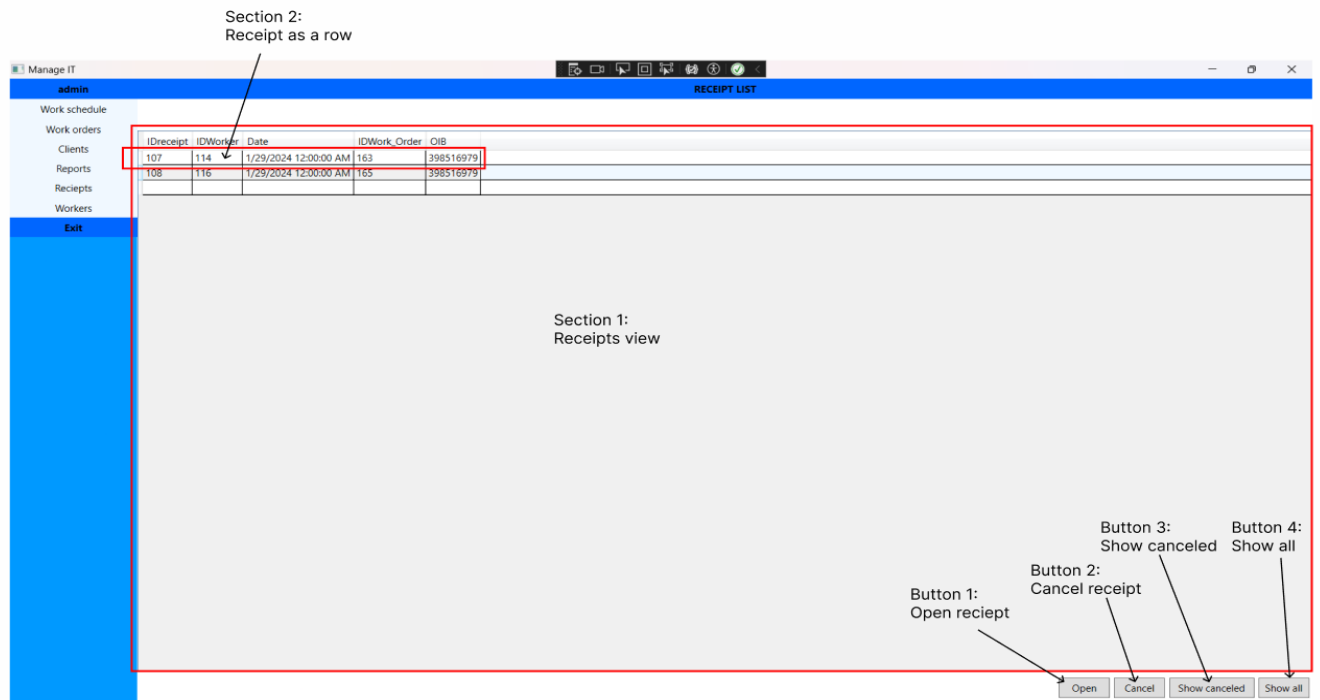 Section 2:
Receipt as a row
Manage IT
admin
RECEIPT LIST
Work schedule
Work orders
Clients
Reports
Reciepts
Workers
Exit
IDreceipt IDWorker Date IDWork_Order OIB
107 114 1/29/2024 12:00:00 AM 163 398516979
108 116 1/29/2024 12:00:00 AM 165 398516979
Section 1:
Receipts view
Button 3:
Show canceled
Button 4:
Show all
Button 2:
Cancel receipt
Button 1:
Open reciept
Open Cancel Show canceled Show all